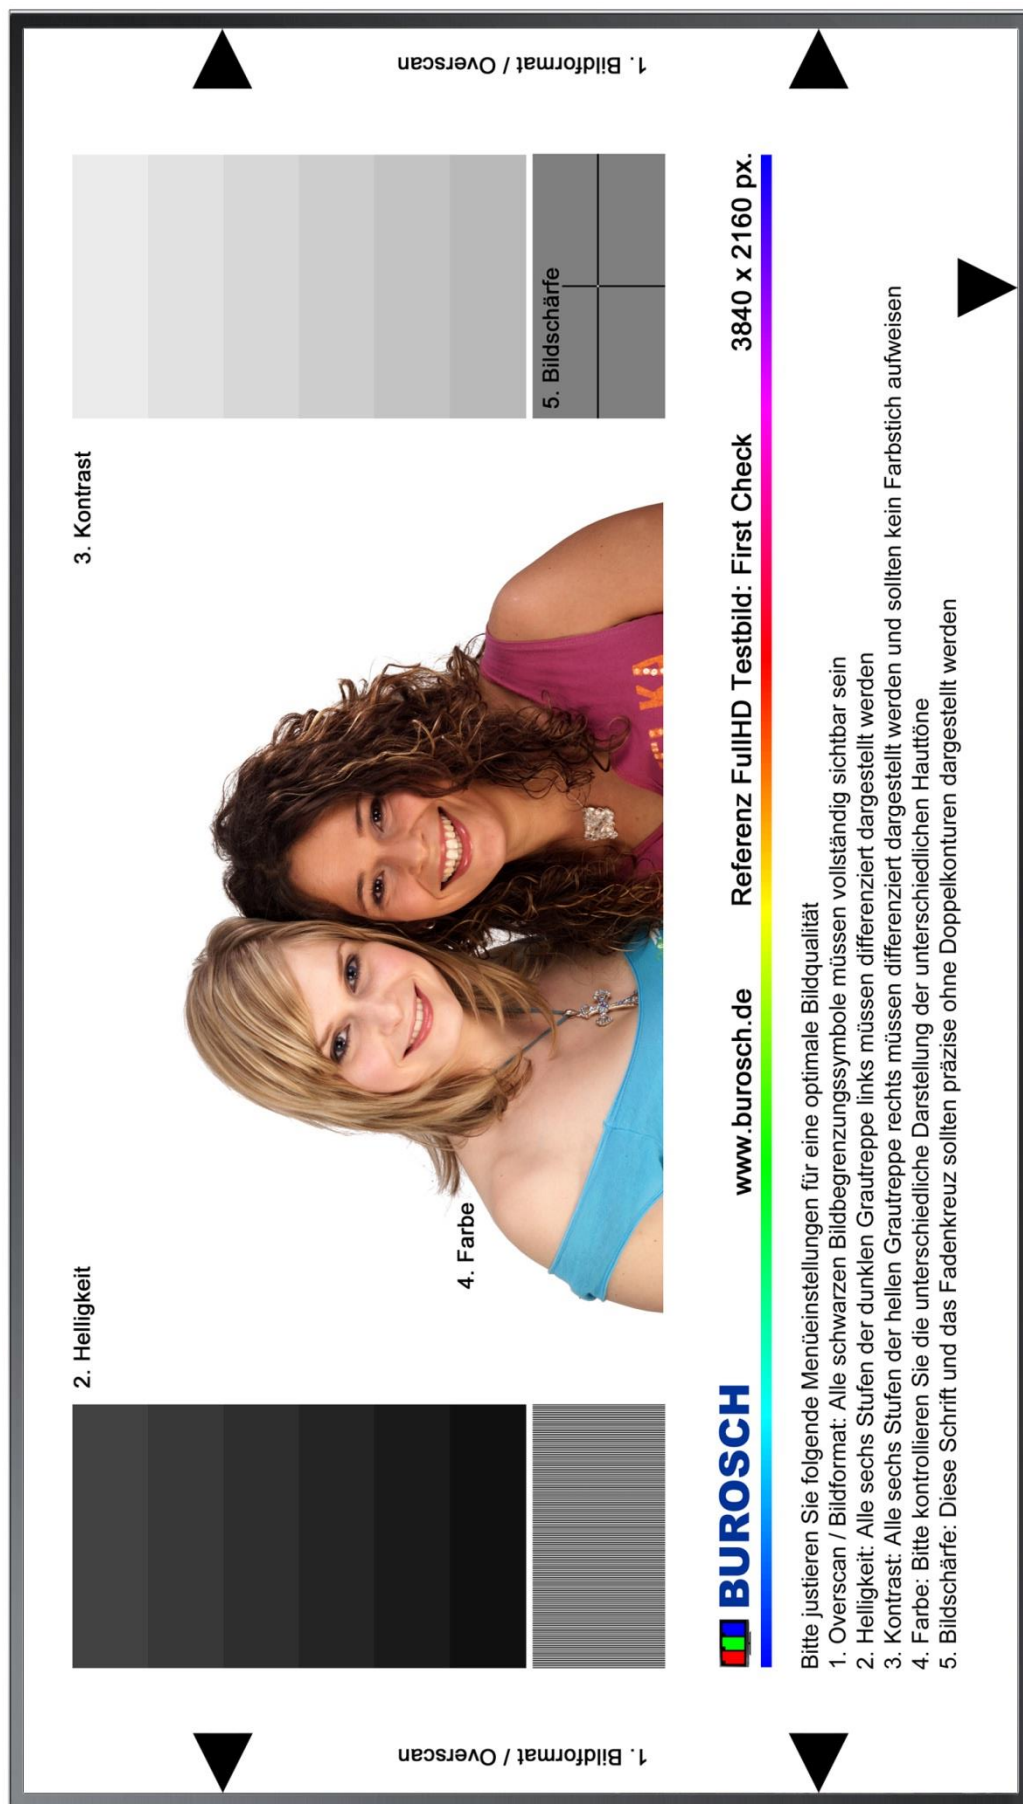 2. Helligkeit
3. Kontrast
4. Farbe
5. Bildschärfe
1. Bildformat / Overscan
1. Bildformat / Overscan
BUROSCH
www.burosch.de
Referenz FullHD Testbild: First Check
3840 x 2160 px.
Bitte justieren Sie folgende Menüeinstellungen für eine optimale Bildqualität
1. Overscan / Bildformat: Alle schwarzen Bildbegrenzungssymbole müssen vollständig sichtbar sein
2. Helligkeit: Alle sechs Stufen der dunklen Grautreppe links müssen differenziert dargestellt werden
3. Kontrast: Alle sechs Stufen der hellen Grautreppe rechts müssen differenziert dargestellt werden und sollten kein Farbstich aufweisen
4. Farbe: Bitte kontrollieren Sie die unterschiedliche Darstellung der unterschiedlichen Hauttöne
5. Bildschärfe: Diese Schrift und das Fadenkreuz sollten präzise ohne Doppelkonturen dargestellt werden